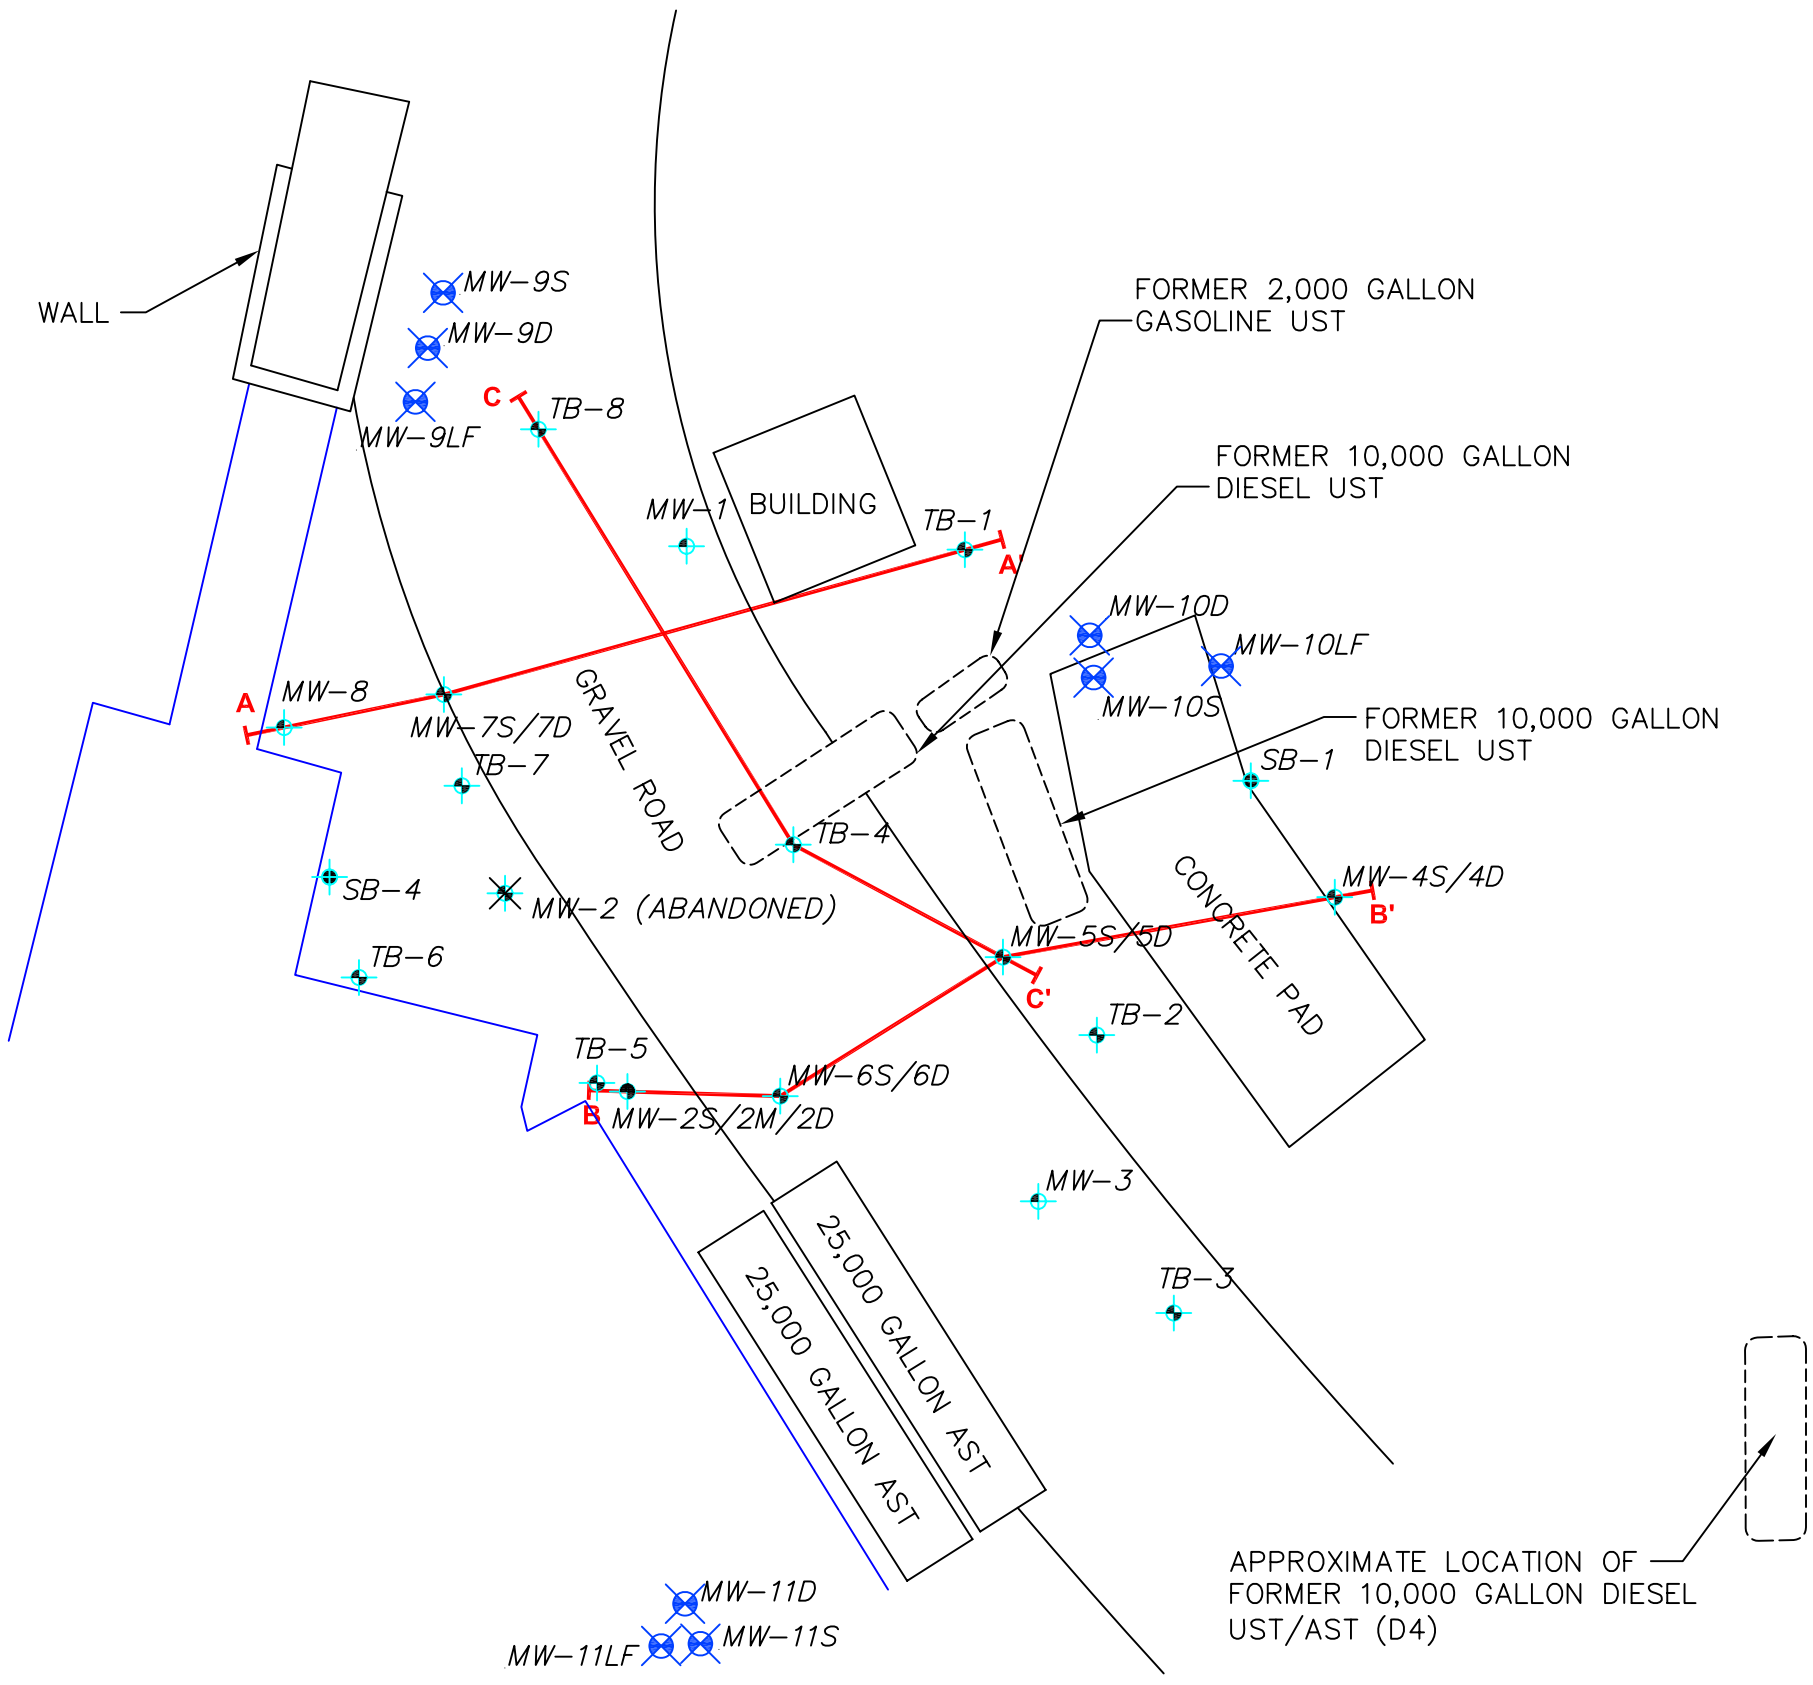 MW-9S
FORMER 2,000 GALLON
GASOLINE UST
WALL
MW-9D
C
TB-8
MW-9LF
FORMER 10,000 GALLON
DIESEL UST
MW-1
BUILDING
TB-1
A'
MW-10D
MW-10LF
MW-8
A
MW-7S/7D
MW-10S
FORMER 10,000 GALLON
DIESEL UST
TB-7
GRAVEL ROAD
SB-1
TB-4
SB-4
MW-2 (ABANDONED)
CONCRETE PAD
MW-4S/4D
B'
MW-5S/5D
TB-6
C'
TB-2
TB-5
MW-6S/6D
B
MW-2S/2M/2D
MW-3
TB-3
25,000 GALLON AST
25,000 GALLON AST
APPROXIMATE LOCATION OF
FORMER 10,000 GALLON DIESEL
UST/AST (D4)
MW-11D
MW-11S
MW-11LF